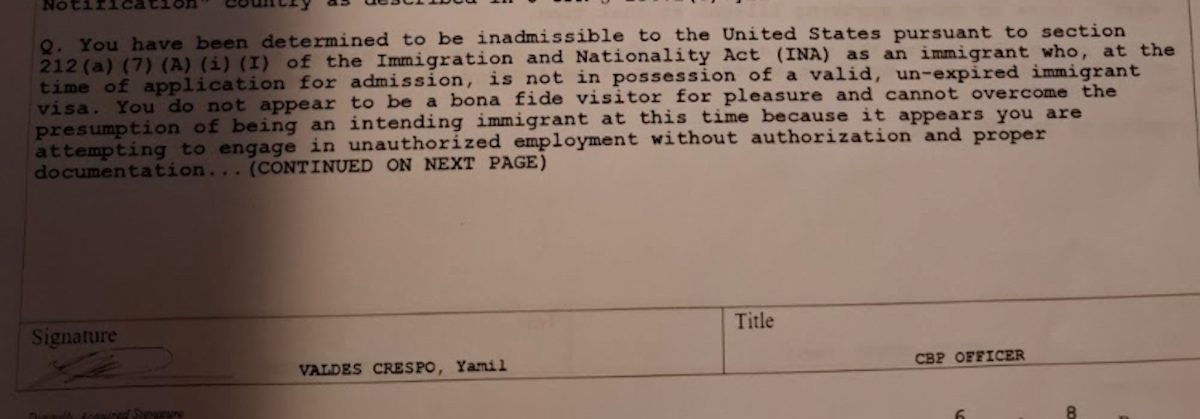 Notification" country as described in
Q. You have been determined to be inadmissible to the United States pursuant to section
212(a)(7)(A)(i)(I) of the Immigration and Nationality Act (INA) as an immigrant who, at the
time of application for admission, is not in possession of a valid, un-expired immigrant
visa. You do not appear to be a bona fide visitor for pleasure and cannot overcome the
presumption of being an intending immigrant at this time because it appears you are
attempting to engage in unauthorized employment without authorization and proper
documentation... (CONTINUED ON NEXT PAGE)
Signature
Title
VALDES CRESPO, Yamil
CBP OFFICER
6 8